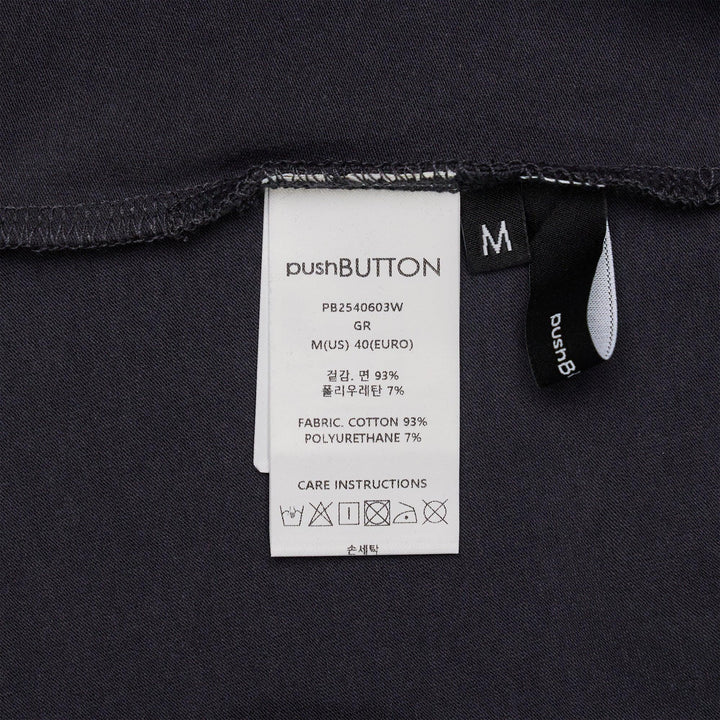 pushBUTTON
PB2540603W
GR
M(US) 40(EURO)
겉감. 면 93%
폴리우레탄 7%
FABRIC. COTTON 93%
POLYURETHANE 7%
CARE INSTRUCTIONS
손세탁
M
pushBU